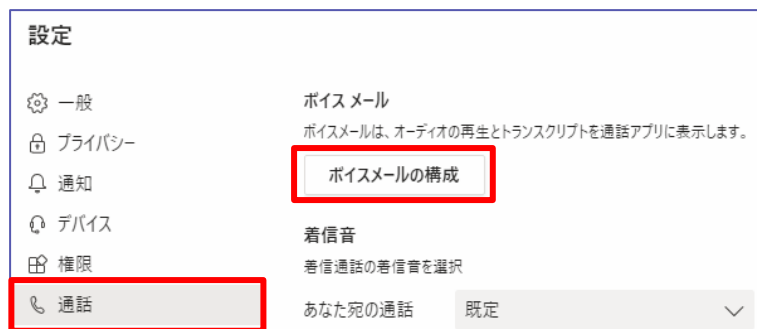 設定
一般
プライバシー
通知
デバイス
権限
通話
ボイス メール
ボイスメールは、オーディオの再生とトランスクリプトを通話アプリに表示します。
ボイスメールの構成
着信音
着信通話の着信音を選択
あなた宛の通話 既定